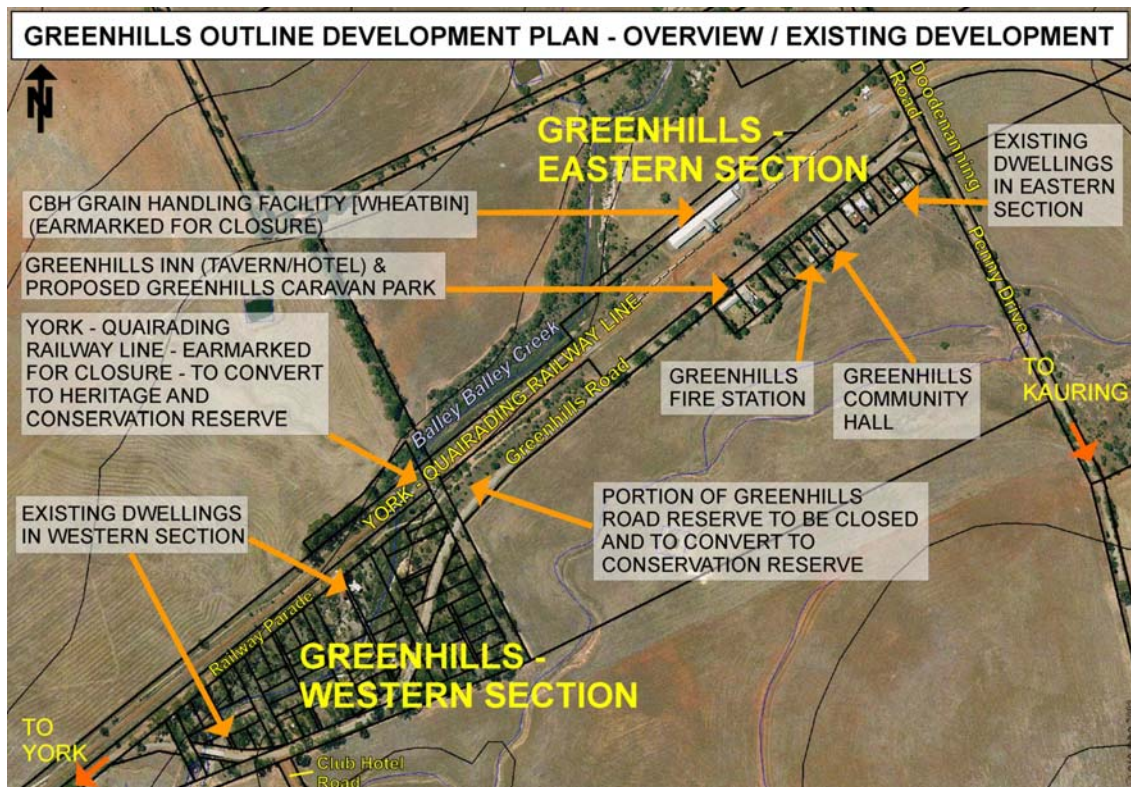 GREENHILLS OUTLINE DEVELOPMENT PLAN - OVERVIEW / EXISTING DEVELOPMENT
N
Doodenanning
Road
GREENHILLS -
EASTERN SECTION
EXISTING
DWELLINGS
IN EASTERN
SECTION
CBH GRAIN HANDLING FACILITY [WHEATBIN]
(EARMARKED FOR CLOSURE)
GREENHILLS INN (TAVERN/HOTEL) &
PROPOSED GREENHILLS CARAVAN PARK
YORK - QUAIRADING
RAILWAY LINE - EARMARKED
FOR CLOSURE - TO CONVERT
TO HERITAGE AND
CONSERVATION RESERVE
Balley Balley Creek
YORK - QUAIRADING RAILWAY LINE
Greenhills Road
Penny Drive
GREENHILLS
FIRE STATION
GREENHILLS
COMMUNITY
HALL
TO
KAURING
EXISTING DWELLINGS
IN WESTERN SECTION
PORTION OF GREENHILLS
ROAD RESERVE TO BE CLOSED
AND TO CONVERT TO
CONSERVATION RESERVE
Railway Parade
GREENHILLS -
WESTERN SECTION
TO
YORK
Club Hotel
Road